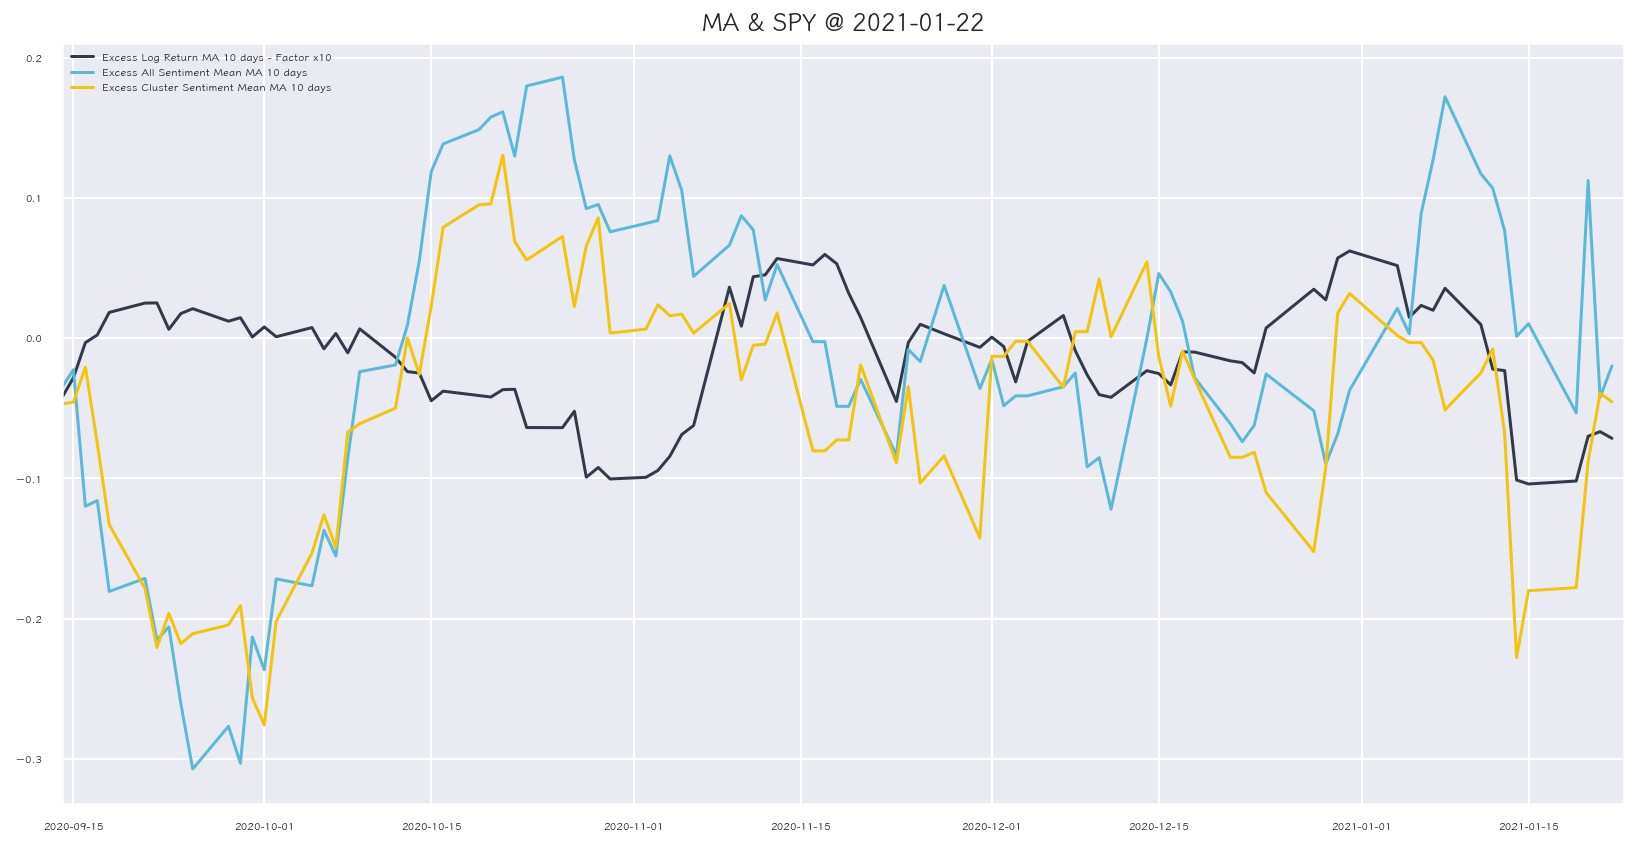 MA & SPY @ 2021-01-22
Excess Log Return MA 10 days - Factor x10
Excess All Sentiment Mean MA 10 days
Excess Cluster Sentiment Mean MA 10 days
0.2
0.1
0.0
−0.1
−0.2
−0.3
2020-09-15 2020-10-01 2020-10-15 2020-11-01 2020-11-15 2020-12-01 2020-12-15 2021-01-01 2021-01-15